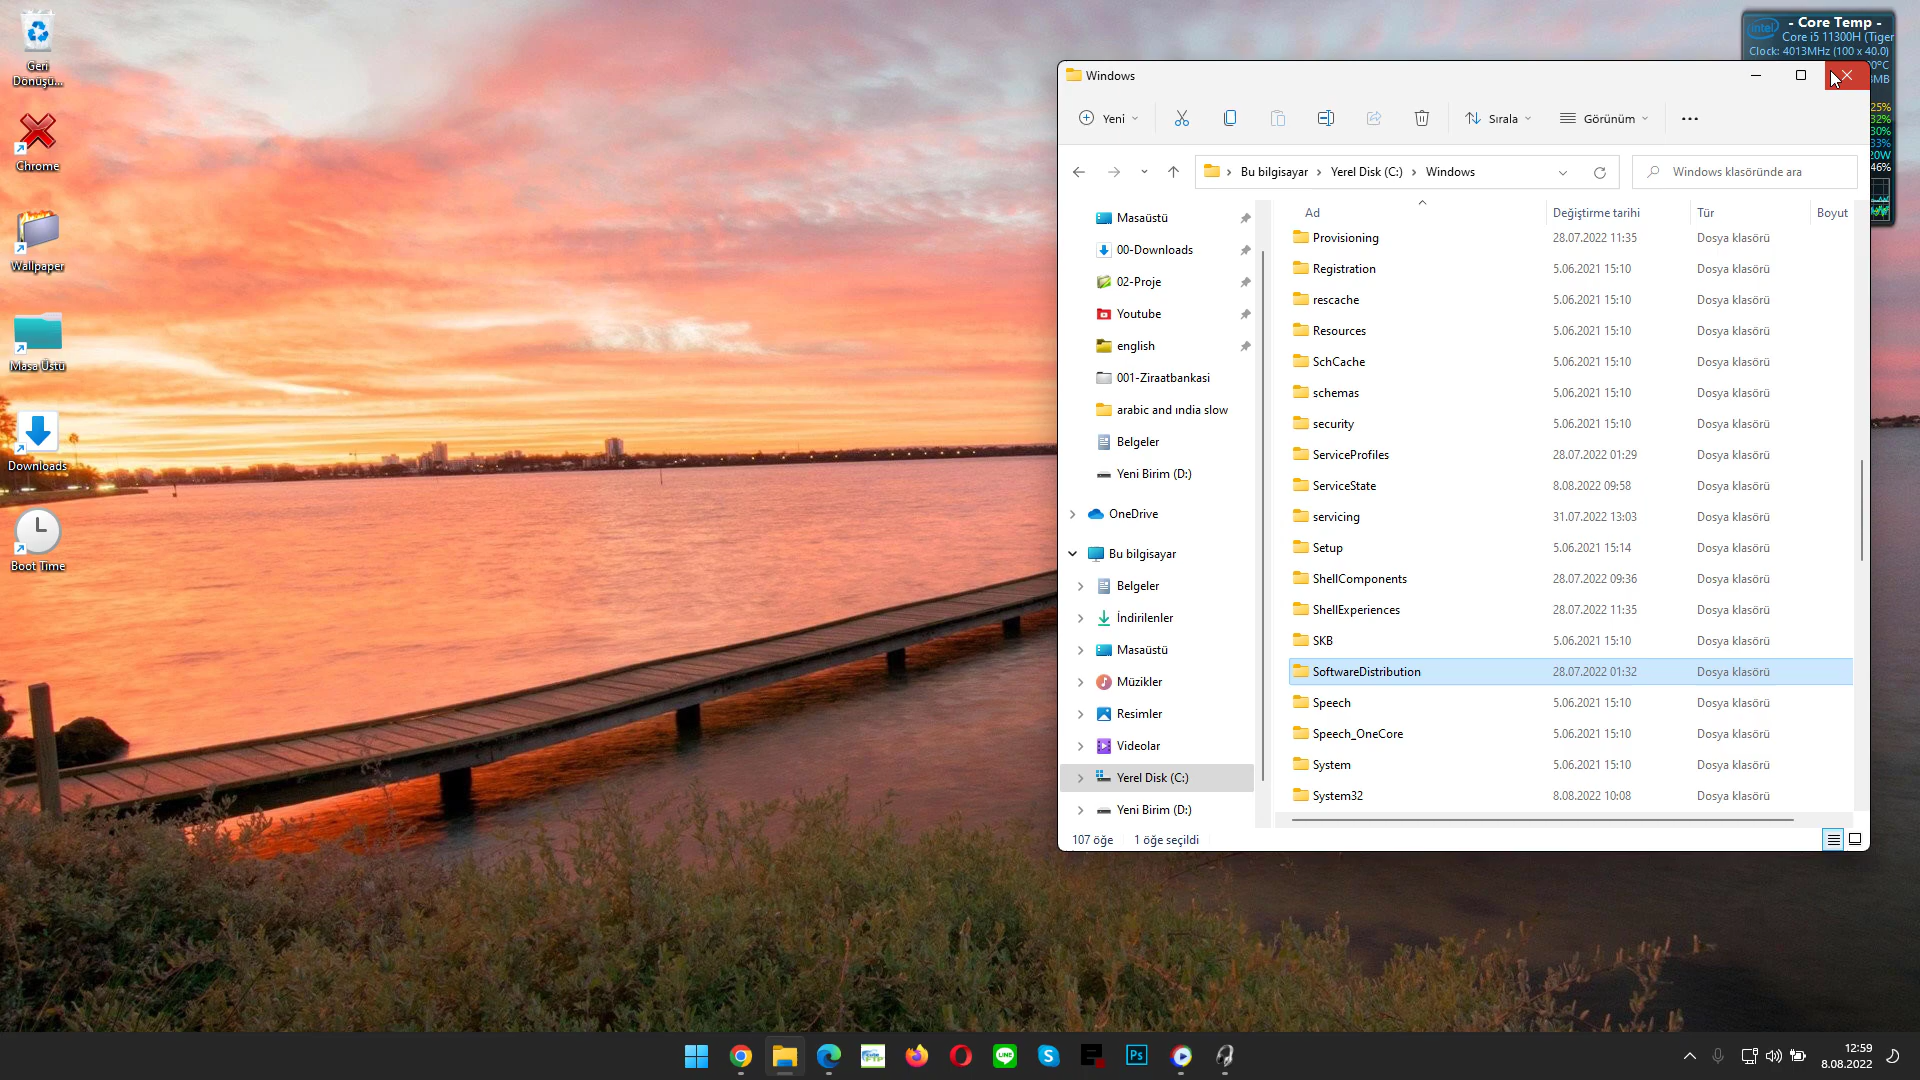 Geri
Dönüşü...
Chrome
Wallpaper
Masa Üstü
Downloads
Boot Time
- Core Temp -
intel
Core i5 11300H (Tiger
Clock: 4013MHz (100 x 40.0)
25%
32%
30%
33%
46%
Windows
Yeni
Sırala
Görünüm
Bu bilgisayar
Yerel Disk (C:)
Windows
Windows klasöründe ara
Masaüstü
00-Downloads
02-Proje
Youtube
english
001-Ziraatbankasi
arabic and ındia slow
Belgeler
Yeni Birim (D:)
OneDrive
Bu bilgisayar
Belgeler
İndirilenler
Masaüstü
Müzikler
Resimler
Videolar
Yerel Disk (C:)
Yeni Birim (D:)
Ad Değiştirme tarihi Tür Boyut
Provisioning 28.07.2022 11:35 Dosya klasörü
Registration 5.06.2021 15:10 Dosya klasörü
rescache 5.06.2021 15:10 Dosya klasörü
Resources 5.06.2021 15:10 Dosya klasörü
SchCache 5.06.2021 15:10 Dosya klasörü
schemas 5.06.2021 15:10 Dosya klasörü
security 5.06.2021 15:10 Dosya klasörü
ServiceProfiles 28.07.2022 01:29 Dosya klasörü
ServiceState 8.08.2022 09:58 Dosya klasörü
servicing 31.07.2022 13:03 Dosya klasörü
Setup 5.06.2021 15:14 Dosya klasörü
ShellComponents 28.07.2022 09:36 Dosya klasörü
ShellExperiences 28.07.2022 11:35 Dosya klasörü
SKB 5.06.2021 15:10 Dosya klasörü
SoftwareDistribution 28.07.2022 01:32 Dosya klasörü
Speech 5.06.2021 15:10 Dosya klasörü
Speech_OneCore 5.06.2021 15:10 Dosya klasörü
System 5.06.2021 15:10 Dosya klasörü
System32 8.08.2022 10:08 Dosya klasörü
107 öğe 1 öğe seçildi
LINE
Ps
12:59
8.08.2022